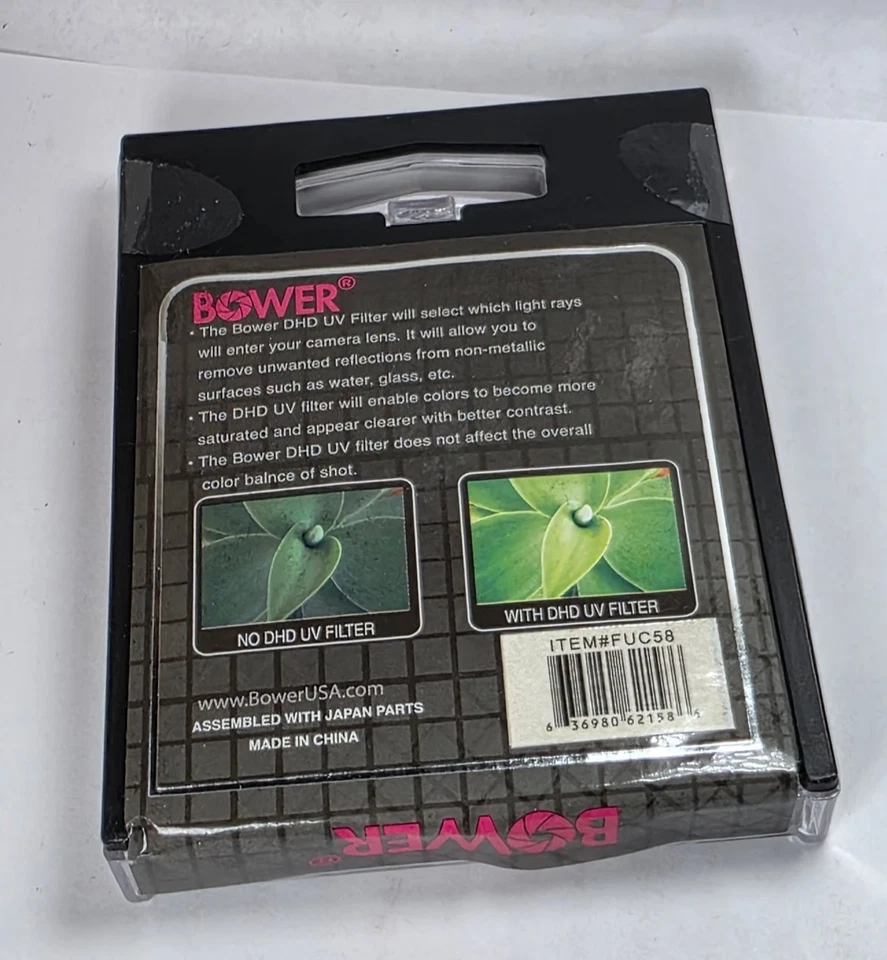 BOWER®
• The Bower DHD UV Filter will select which light rays
will enter your camera lens. It will allow you to
remove unwanted reflections from non-metallic
surfaces such as water, glass, etc.
• The DHD UV filter will enable colors to become more
saturated and appear clearer with better contrast.
• The Bower DHD UV filter does not affect the overall
color balnce of shot.
NO DHD UV FILTER
WITH DHD UV FILTER
ITEM#FUC58
6 36980 62158
www.BowerUSA.com
ASSEMBLED WITH JAPAN PARTS
MADE IN CHINA
BOWER®